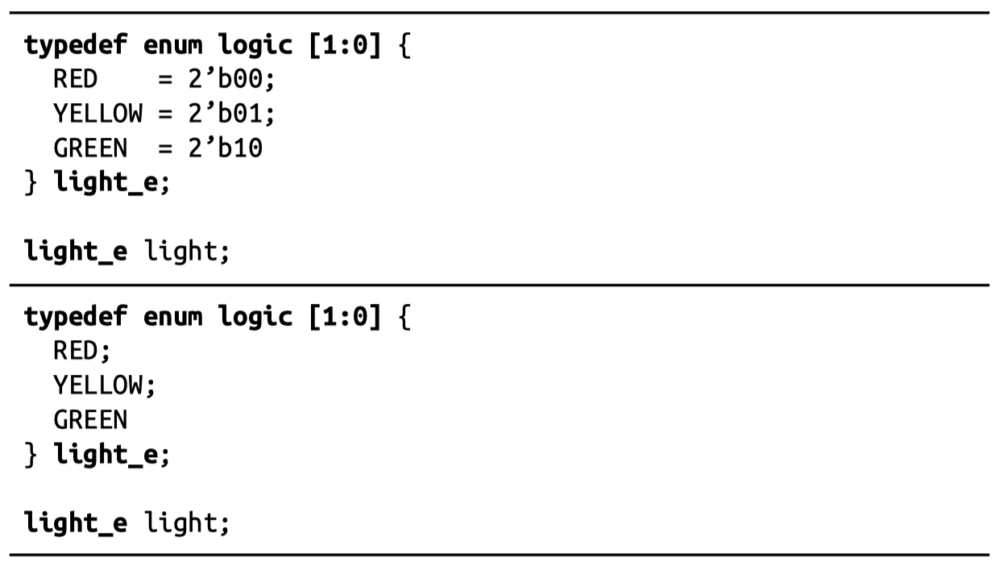 typedef enum logic [1:0] {
  RED    = 2’b00;
  YELLOW = 2’b01;
  GREEN  = 2’b10
} light_e;

light_e light;
typedef enum logic [1:0] {
  RED;
  YELLOW;
  GREEN
} light_e;

light_e light;